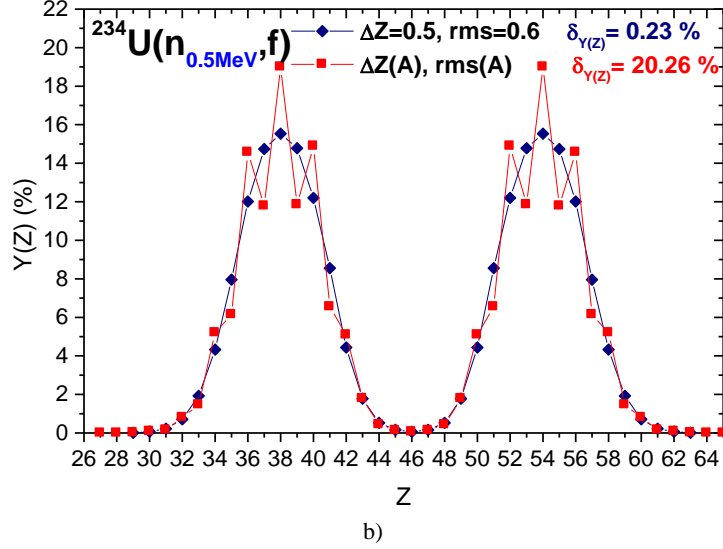 ²³⁴U(n₀.₅MeV,f)
ΔZ=0.5, rms=0.6 δY(Z)= 0.23 %
ΔZ(A), rms(A) δY(Z)= 20.26 %
22
20
18
16
14
12
10
8
6
4
2
0
Y(Z) (%)
26 28 30 32 34 36 38 40 42 44 46 48 50 52 54 56 58 60 62 64
Z
b)